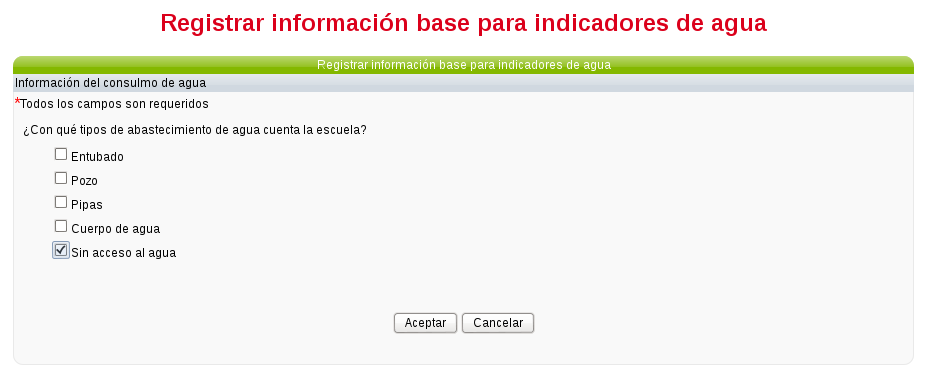 Registrar información base para indicadores de agua
Registrar información base para indicadores de agua
Información del consulmo de agua
*Todos los campos son requeridos
¿Con qué tipos de abastecimiento de agua cuenta la escuela?
Entubado
Pozo
Pipas
Cuerpo de agua
Sin acceso al agua
Aceptar Cancelar